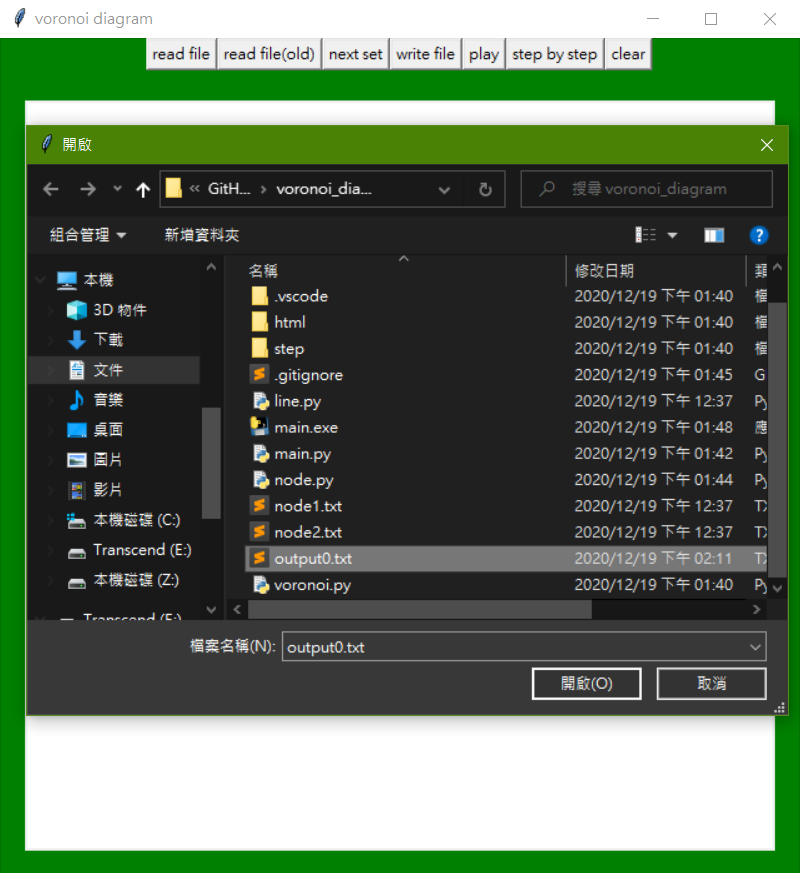 voronoi diagram
read file read file(old) next set write file play step by step clear
開啟
« GitH... › voronoi_dia... 搜尋 voronoi_diagram
組合管理 新增資料夾
名稱 修改日期 類
本機
3D 物件
下載
文件
音樂
桌面
圖片
影片
本機磁碟 (C:)
Transcend (E:)
本機磁碟 (Z:)
Transcend (E:)
.vscode 2020/12/19 下午 01:40 檔
html 2020/12/19 下午 01:40 檔
step 2020/12/19 下午 01:40 檔
.gitignore 2020/12/19 下午 01:45 G
line.py 2020/12/19 下午 12:37 Py
main.exe 2020/12/19 下午 01:48 應
main.py 2020/12/19 下午 01:42 Py
node.py 2020/12/19 下午 01:44 Py
node1.txt 2020/12/19 下午 12:37 TX
node2.txt 2020/12/19 下午 12:37 TX
output0.txt 2020/12/19 下午 02:11 TX
voronoi.py 2020/12/19 下午 01:40 Py
檔案名稱(N): output0.txt
開啟(O) 取消